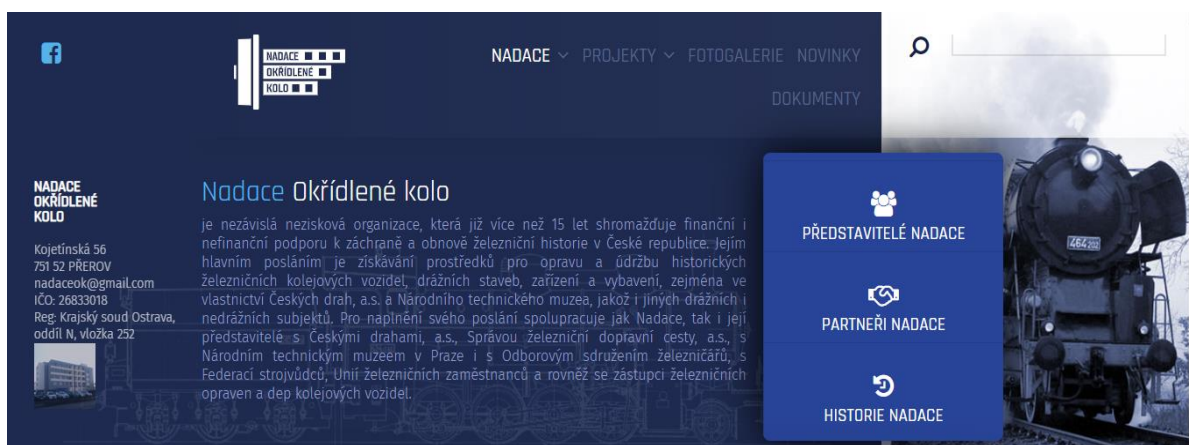 NADACE
OKŘÍDLENÉ
KOLO
NADACE
PROJEKTY
FOTOGALERIE
NOVINKY
DOKUMENTY
NADACE
OKŘÍDLENÉ
KOLO
Kojetínská 56
751 52 PŘEROV
nadaceok@gmail.com
IČO: 26833018
Reg: Krajský soud Ostrava,
oddíl N, vložka 252
Nadace Okřídlené kolo
je nezávislá nezisková organizace, která již více než 15 let shromažďuje finanční i
nefinanční podporu k záchraně a obnově železniční historie v České republice. Jejím
hlavním posláním je získávání prostředků pro opravu a údržbu historických
železničních kolejových vozidel, drážních staveb, zařízení a vybavení, zejména ve
vlastnictví Českých drah, a.s. a Národního technického muzea, jakož i jiných drážních i
nedrážních subjektů. Pro naplnění svého poslání spolupracuje jak Nadace, tak i její
představitelé s Českými drahami, a.s., Správou železniční dopravní cesty, a.s., s
Národním technickým muzeem v Praze i s Odborovým sdružením železničářů, s
Federací strojvůdců, Unií železničních zaměstnanců a rovněž se zástupci železničních
opraven a dep kolejových vozidel.
PŘEDSTAVITELÉ NADACE
PARTNEŘI NADACE
HISTORIE NADACE
464 202